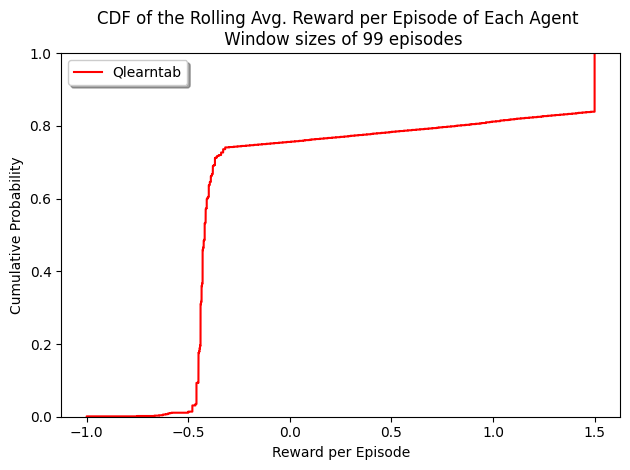 CDF of the Rolling Avg. Reward per Episode of Each Agent
Window sizes of 99 episodes
Qlearntab
1.0
0.8
0.6
0.4
0.2
0.0
Cumulative Probability
−1.0 −0.5 0.0 0.5 1.0 1.5
Reward per Episode